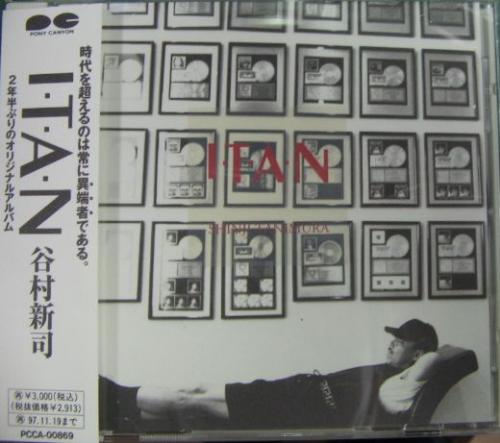 PONY CANYON
時代を超えるのは常に異端者である。
I・T・A・N
谷村新司
2年半ぶりのオリジナルアルバム
¥3,000(税込)
(税抜価格¥2,913)
97.11.19まで
PCCA-00869
I・T・A・N
SHINJI TANIMURA